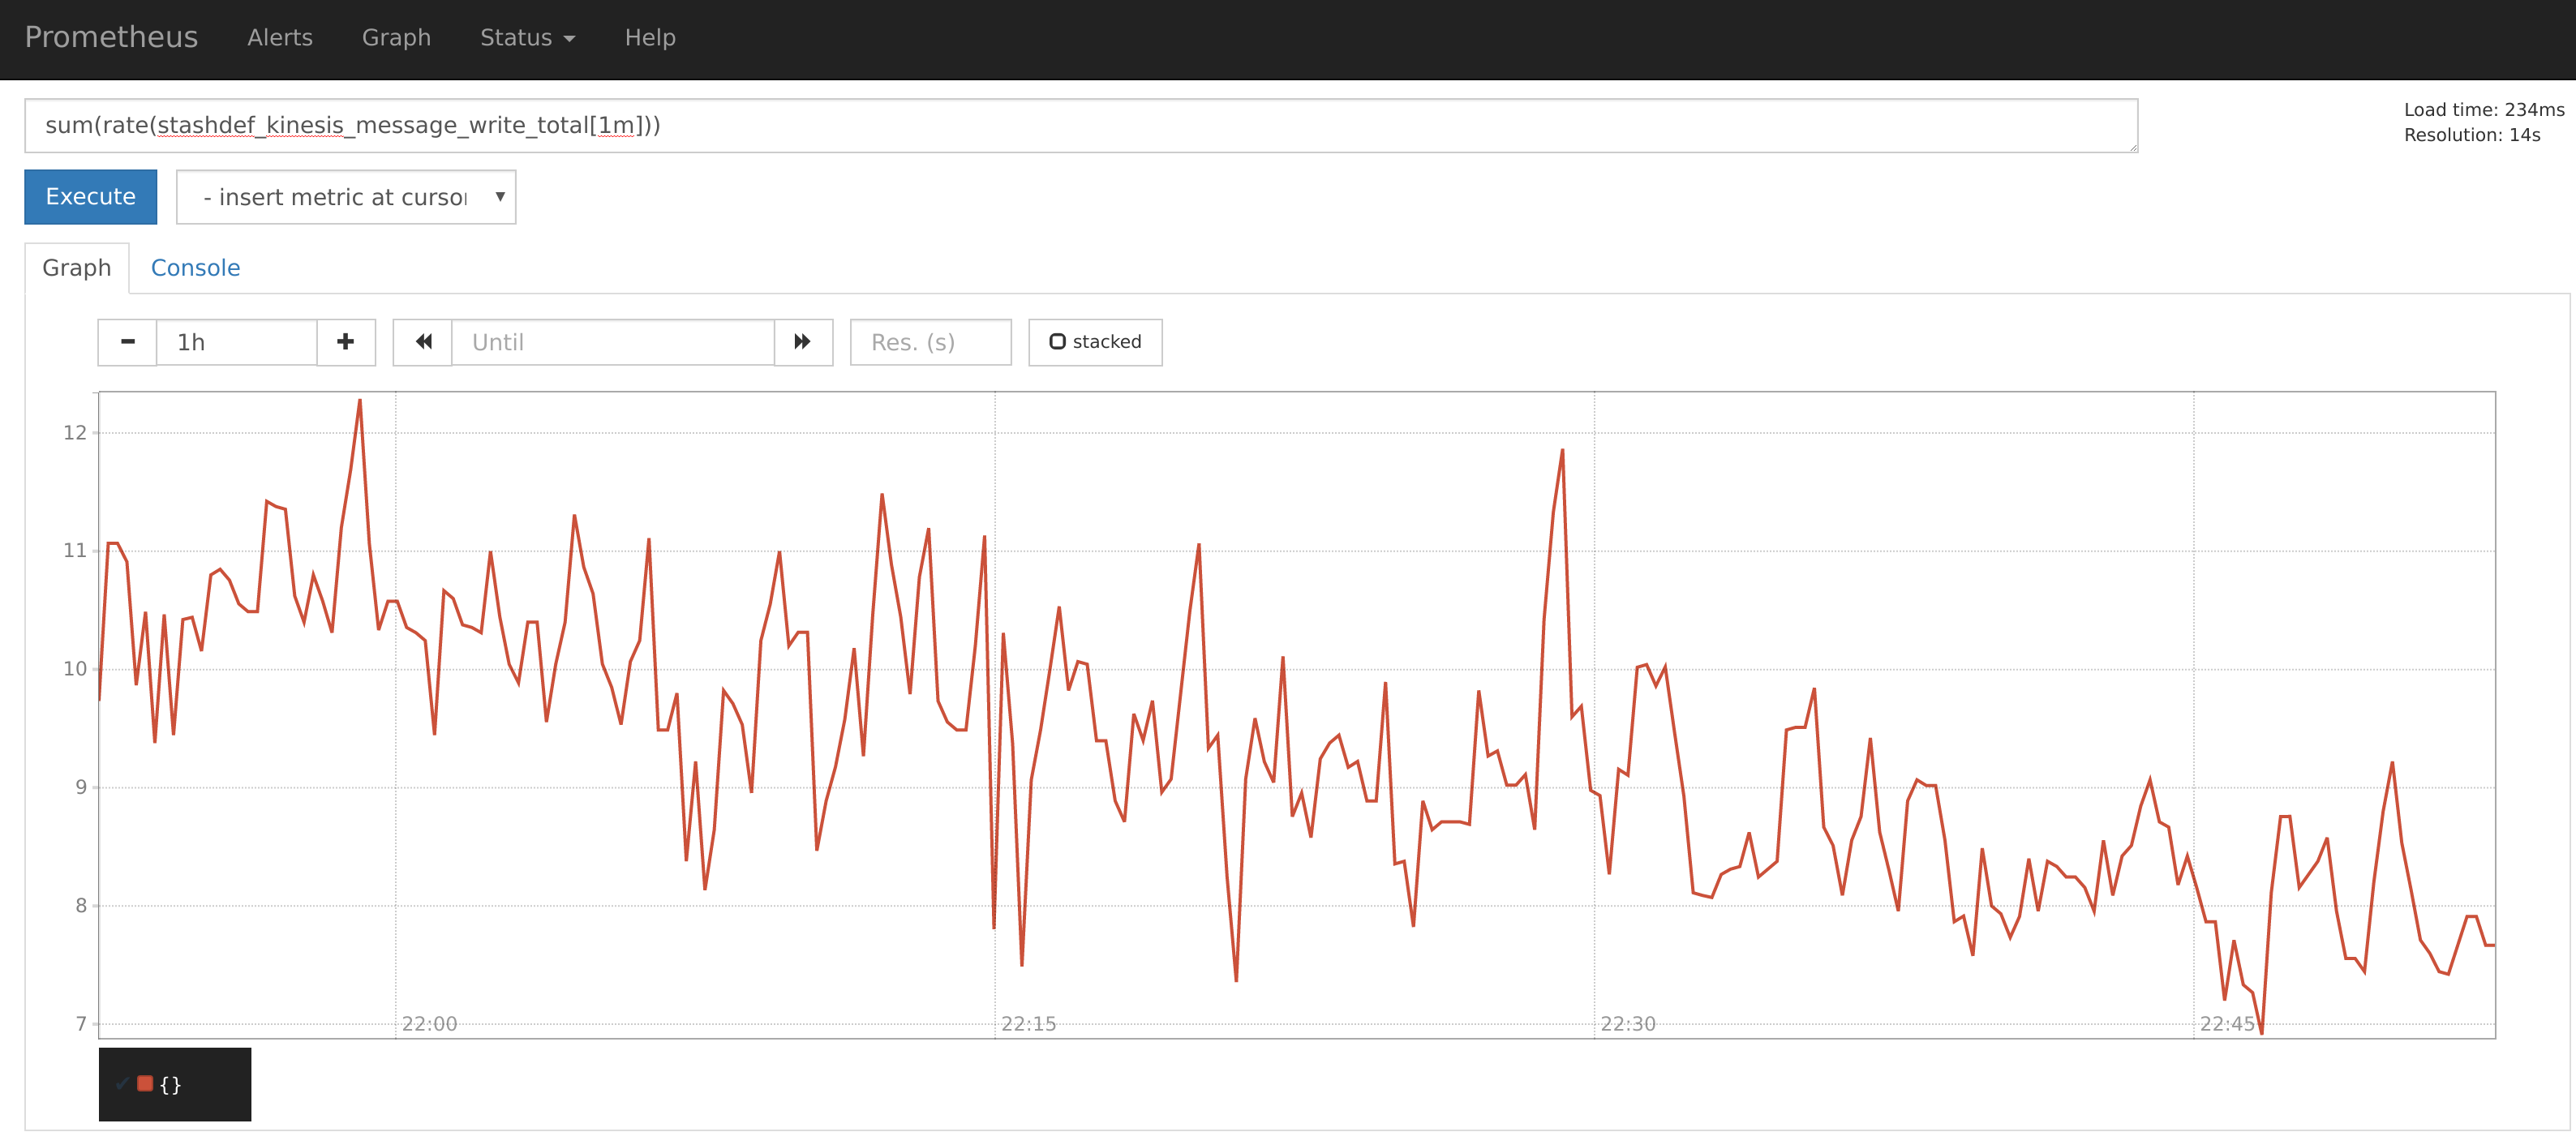 Prometheus Alerts Graph Status Help
sum(rate(stashdef_kinesis_message_write_total[1m]))
Load time: 234ms
Resolution: 14s
Execute
- insert metric at cursor
Graph Console
1h Until Res. (s) stacked
12
11
10
9
8
7
22:00 22:15 22:30 22:45
{}